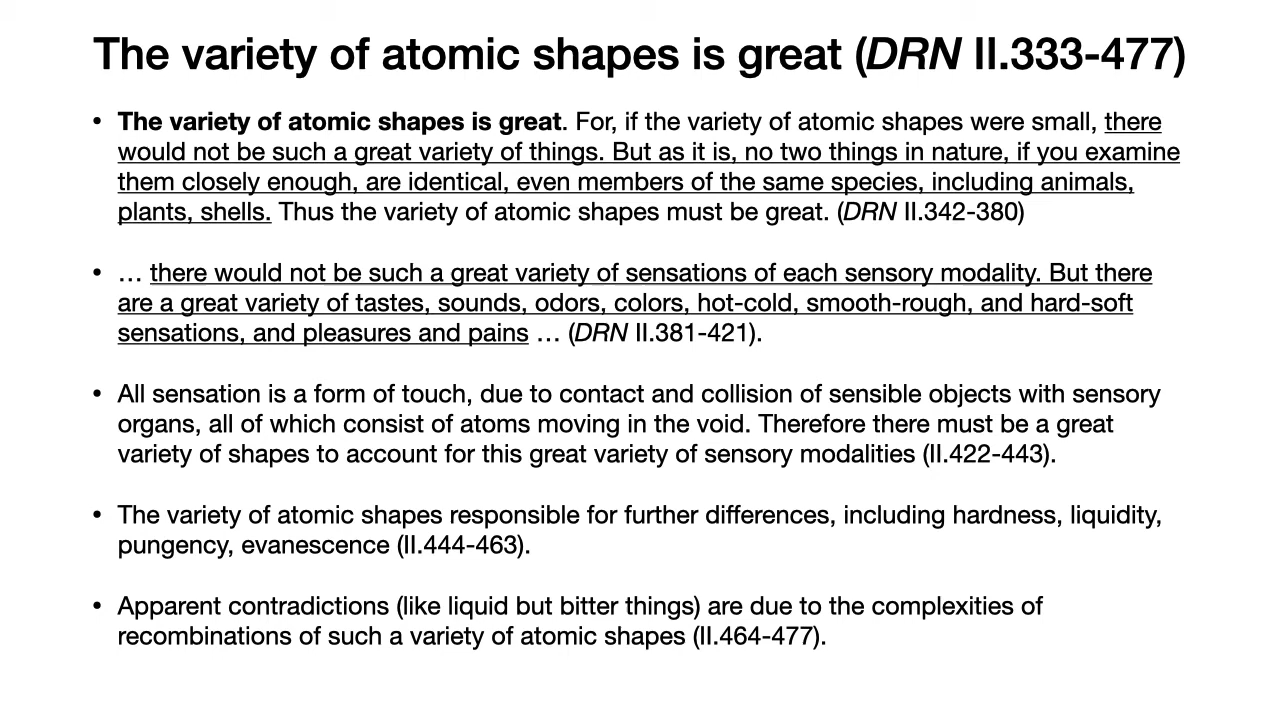 The variety of atomic shapes is great (DRN II.333-477)
• The variety of atomic shapes is great. For, if the variety of atomic shapes were small, there
would not be such a great variety of things. But as it is, no two things in nature, if you examine
them closely enough, are identical, even members of the same species, including animals,
plants, shells. Thus the variety of atomic shapes must be great. (DRN II.342-380)
• … there would not be such a great variety of sensations of each sensory modality. But there
are a great variety of tastes, sounds, odors, colors, hot-cold, smooth-rough, and hard-soft
sensations, and pleasures and pains … (DRN II.381-421).
• All sensation is a form of touch, due to contact and collision of sensible objects with sensory
organs, all of which consist of atoms moving in the void. Therefore there must be a great
variety of shapes to account for this great variety of sensory modalities (II.422-443).
• The variety of atomic shapes responsible for further differences, including hardness, liquidity,
pungency, evanescence (II.444-463).
• Apparent contradictions (like liquid but bitter things) are due to the complexities of
recombinations of such a variety of atomic shapes (II.464-477).